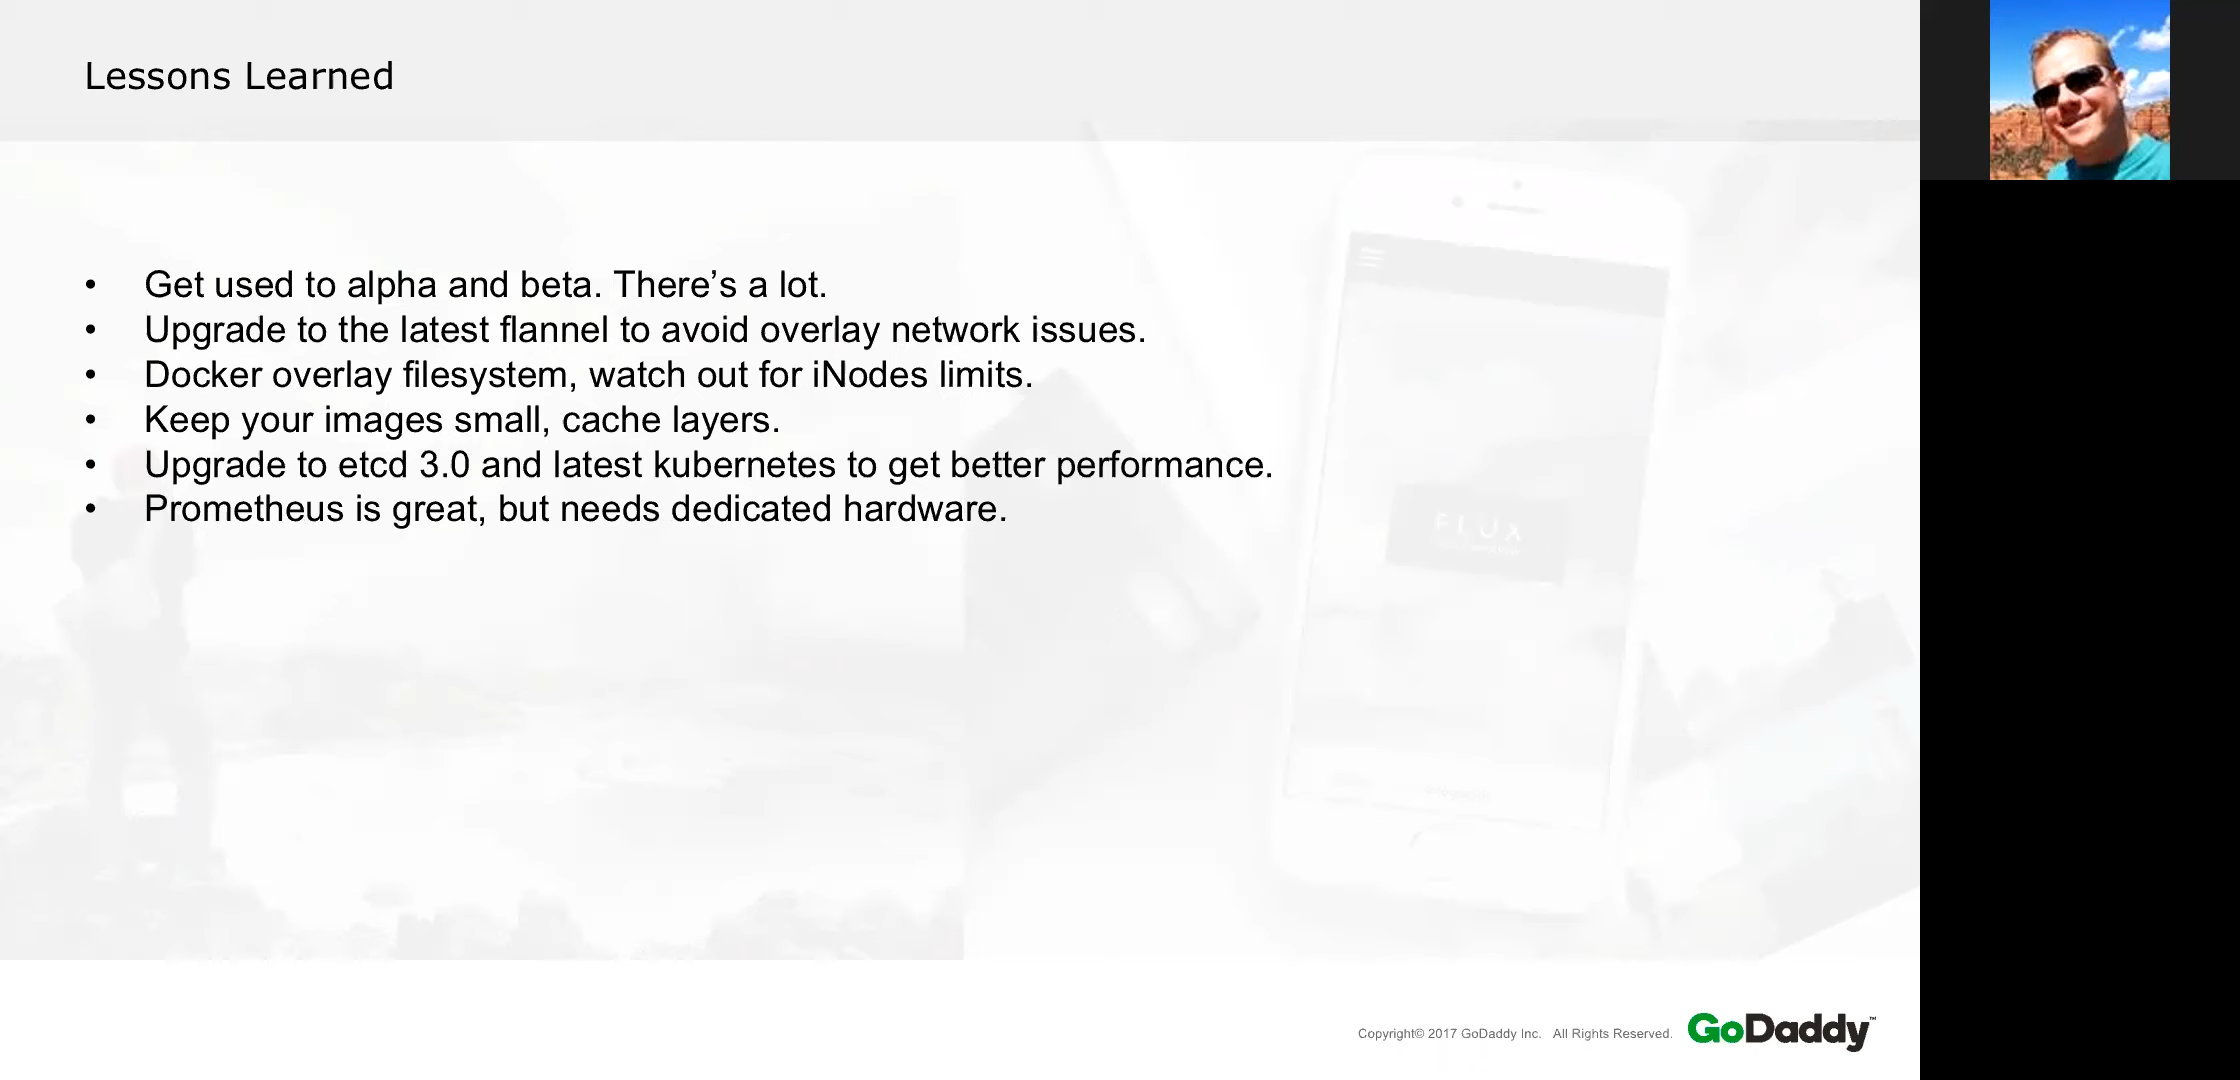 Lessons Learned
• Get used to alpha and beta. There’s a lot.
• Upgrade to the latest flannel to avoid overlay network issues.
• Docker overlay filesystem, watch out for iNodes limits.
• Keep your images small, cache layers.
• Upgrade to etcd 3.0 and latest kubernetes to get better performance.
• Prometheus is great, but needs dedicated hardware.
FLUX
Copyright© 2017 GoDaddy Inc. All Rights Reserved.
GoDaddy™